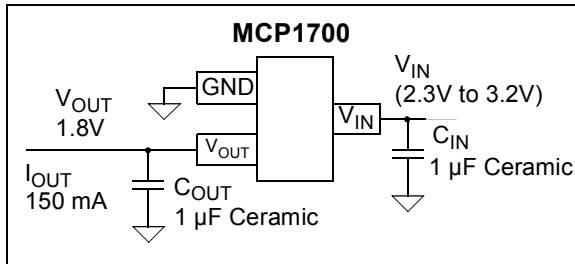 MCP1700
GND
V_IN
(2.3V to 3.2V)
V_OUT
1.8V
V_IN
V_OUT
C_IN
1 µF Ceramic
I_OUT
150 mA
C_OUT
1 µF Ceramic